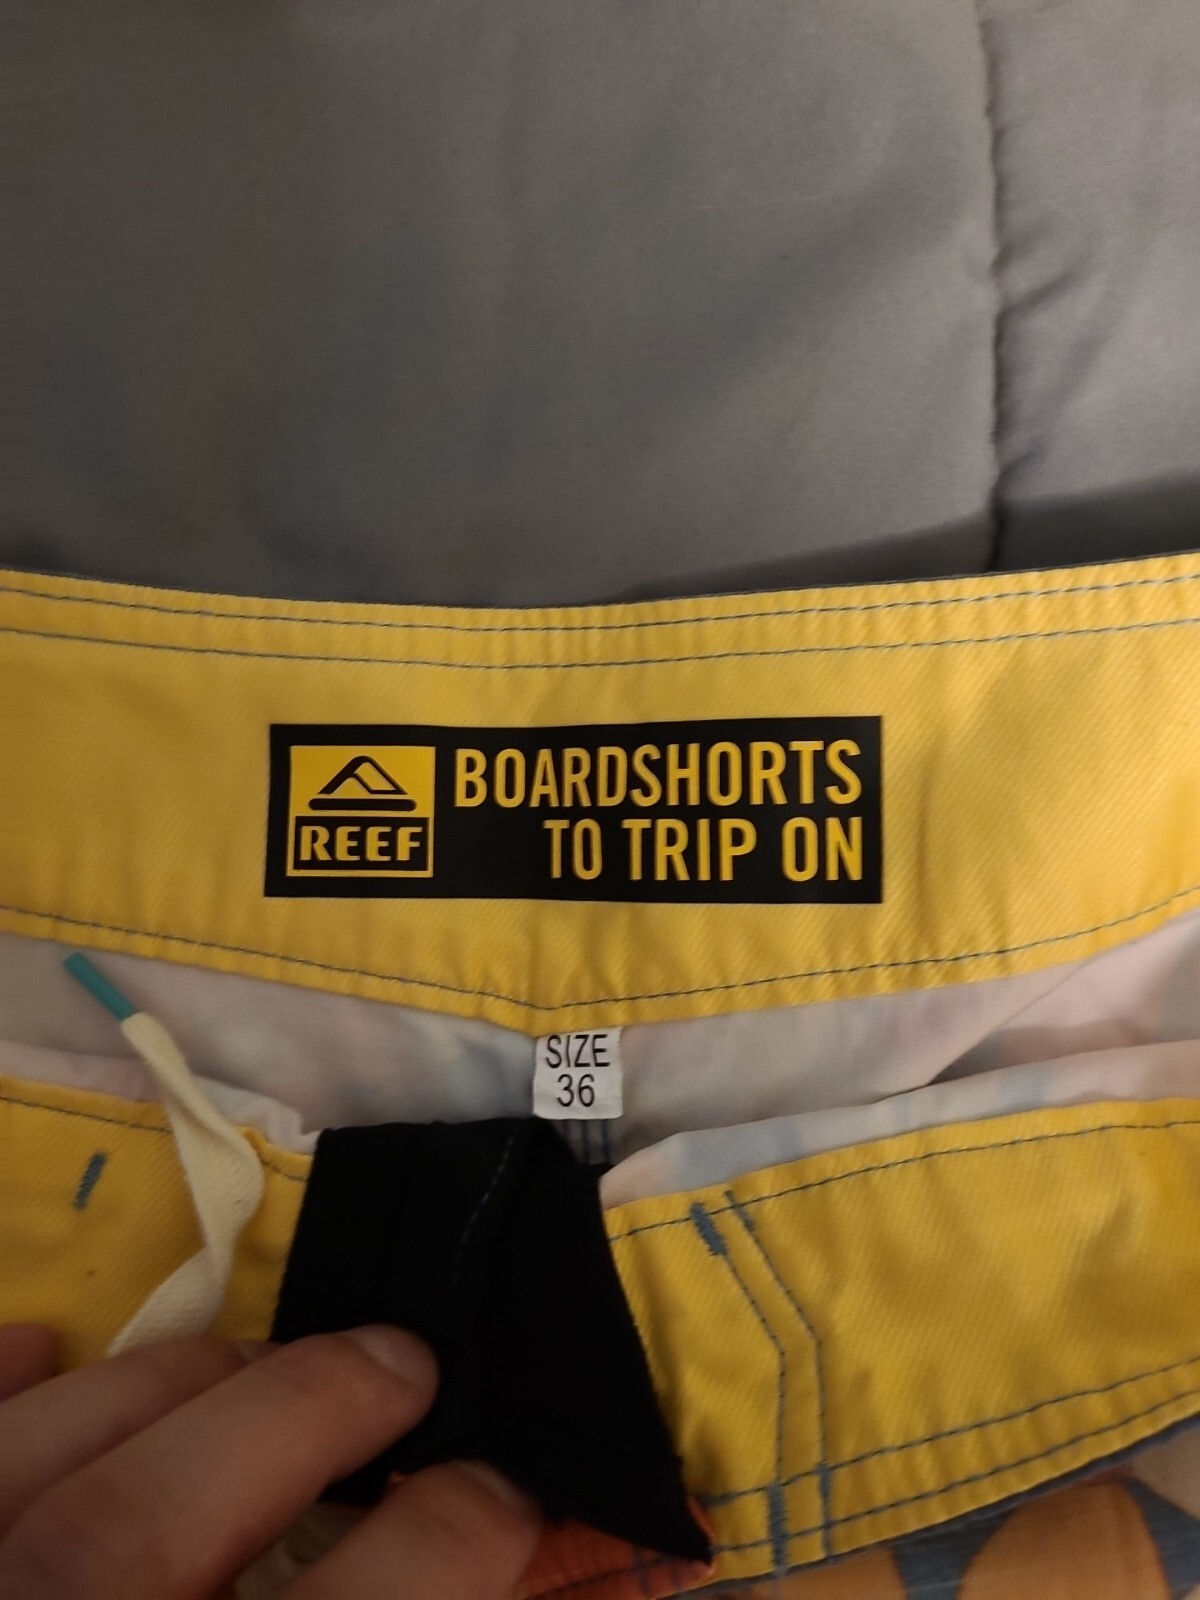 REEF
BOARDSHORTS
TO TRIP ON
SIZE
36